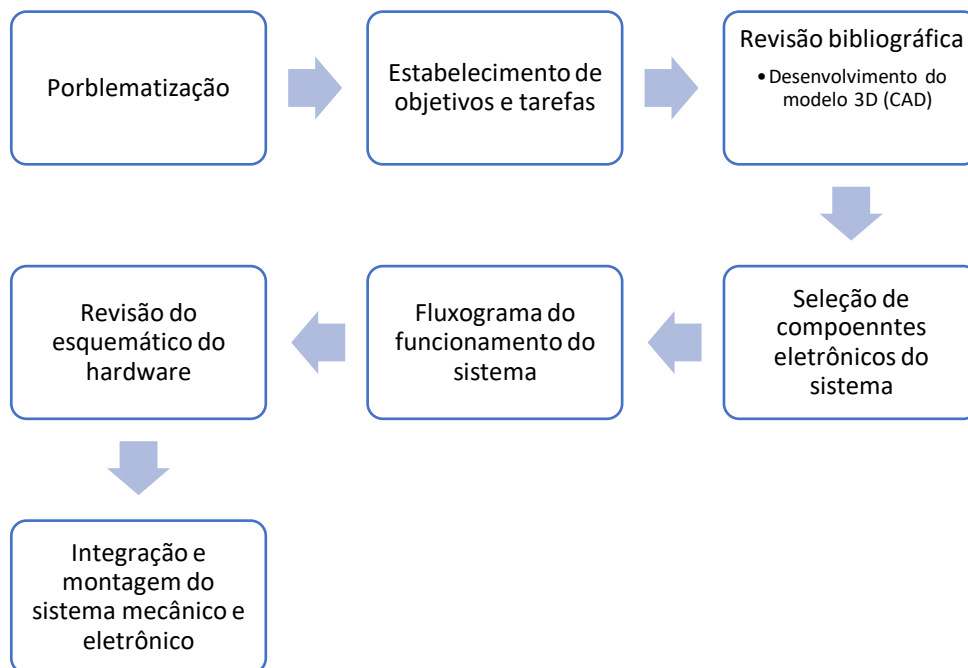 Porblematização
Estabelecimento de
objetivos e tarefas
Revisão bibliográfica
•Desenvolvimento do
modelo 3D (CAD)
Seleção de
compoenntes
eletrônicos do
sistema
Fluxograma do
funcionamento do
sistema
Revisão do
esquemático do
hardware
Integração e
montagem do
sistema mecânico e
eletrônico